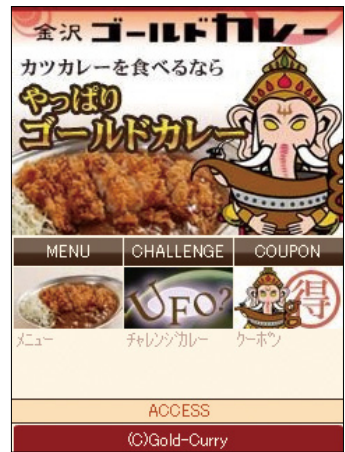 金沢 ゴールドカレー
カツカレーを食べるなら
やっぱり
ゴールドカレー
MENU CHALLENGE COUPON
UFO? 得
メニュー チャレンジカレー クーポン
ACCESS
(C)Gold-Curry